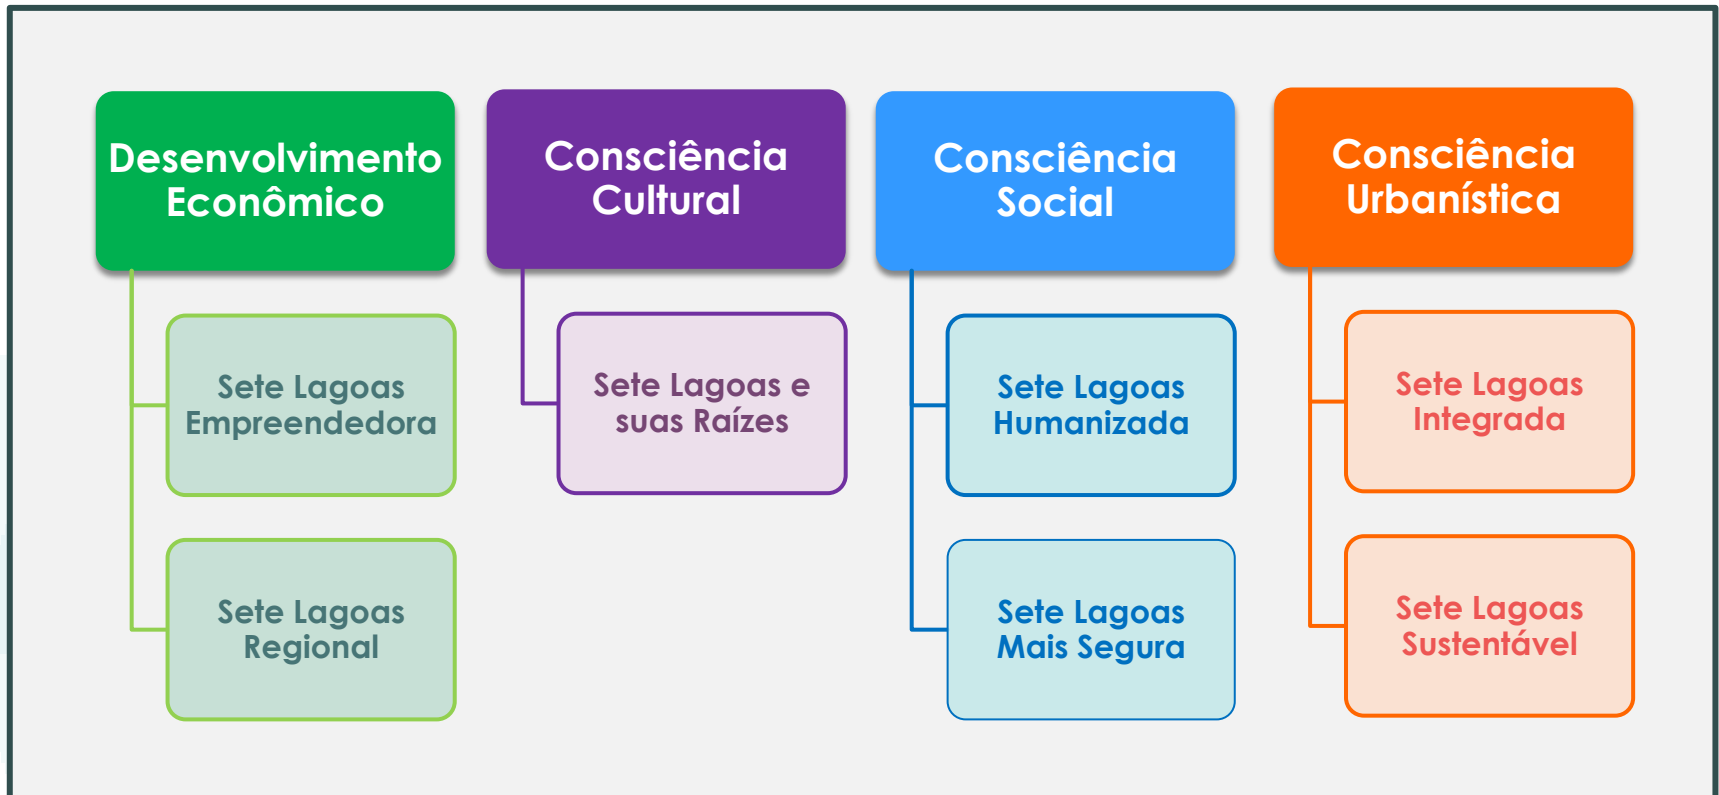 Desenvolvimento
Econômico
Sete Lagoas
Empreendedora
Sete Lagoas
Regional
Consciência
Cultural
Sete Lagoas e
suas Raízes
Consciência
Social
Sete Lagoas
Humanizada
Sete Lagoas
Mais Segura
Consciência
Urbanística
Sete Lagoas
Integrada
Sete Lagoas
Sustentável